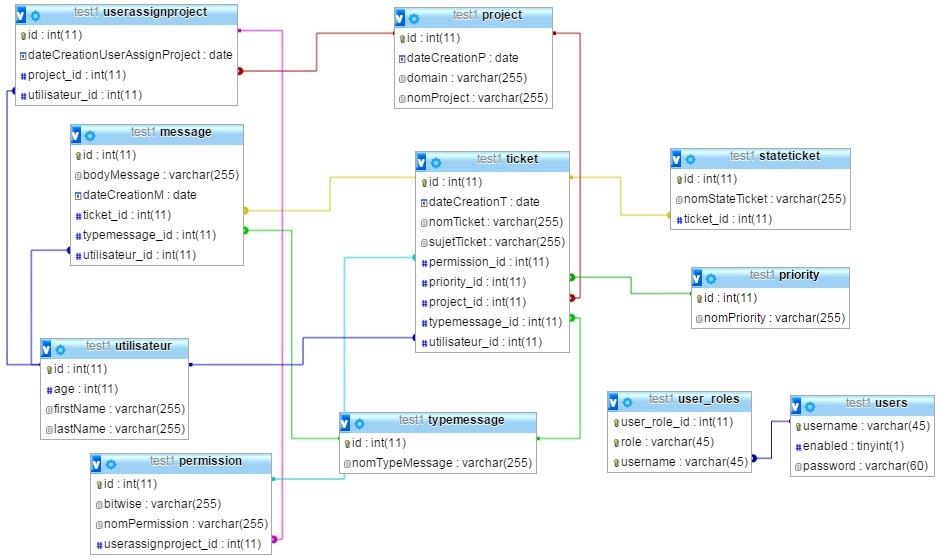 test1 userassignproject
id : int(11)
dateCreationUserAssignProject : date
project_id : int(11)
utilisateur_id : int(11)
test1 project
id : int(11)
dateCreationP : date
domain : varchar(255)
nomProject : varchar(255)
test1 message
id : int(11)
bodyMessage : varchar(255)
dateCreationM : date
ticket_id : int(11)
typemessage_id : int(11)
utilisateur_id : int(11)
test1 ticket
id : int(11)
dateCreationT : date
nomTicket : varchar(255)
sujetTicket : varchar(255)
permission_id : int(11)
priority_id : int(11)
project_id : int(11)
typemessage_id : int(11)
utilisateur_id : int(11)
test1 stateticket
id : int(11)
nomStateTicket : varchar(255)
ticket_id : int(11)
test1 priority
id : int(11)
nomPriority : varchar(255)
test1 utilisateur
id : int(11)
age : int(11)
firstName : varchar(255)
lastName : varchar(255)
test1 typemessage
id : int(11)
nomTypeMessage : varchar(255)
test1 user_roles
user_role_id : int(11)
role : varchar(45)
username : varchar(45)
test1 users
username : varchar(45)
enabled : tinyint(1)
password : varchar(60)
test1 permission
id : int(11)
bitwise : varchar(255)
nomPermission : varchar(255)
userassignproject_id : int(11)